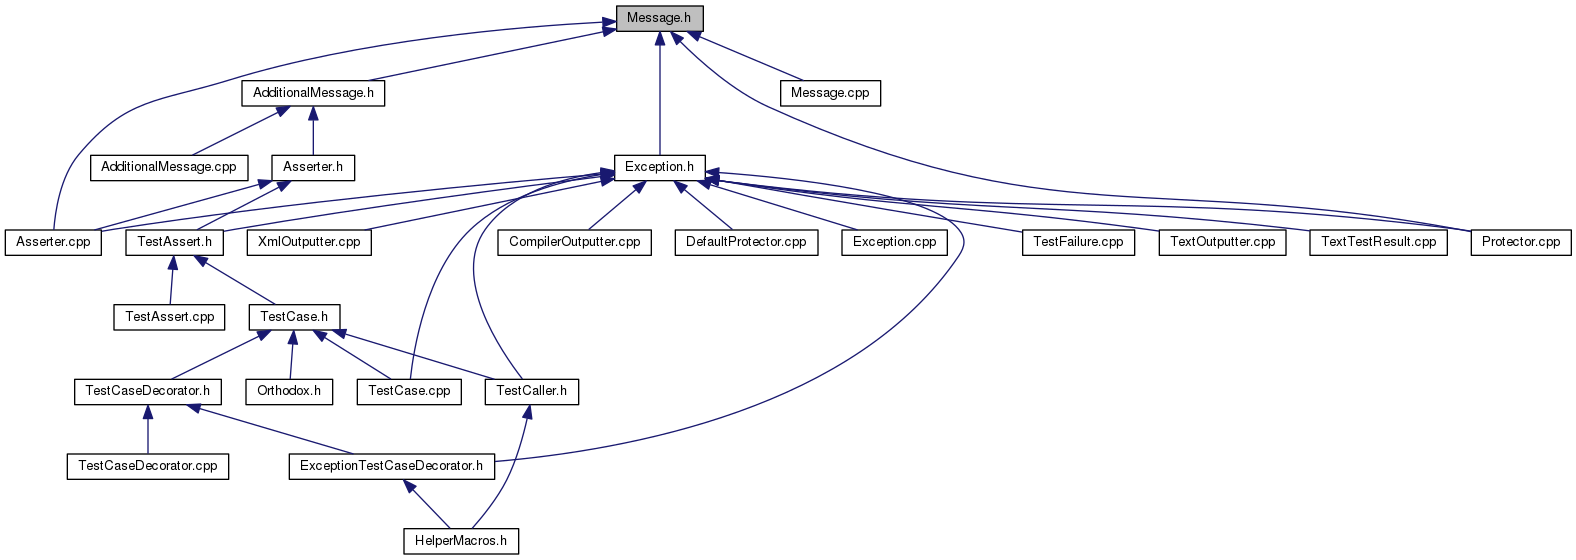 Message.h
AdditionalMessage.h
Message.cpp
AdditionalMessage.cpp
Asserter.h
Exception.h
Asserter.cpp
TestAssert.h
XmlOutputter.cpp
CompilerOutputter.cpp
DefaultProtector.cpp
Exception.cpp
TestFailure.cpp
TextOutputter.cpp
TextTestResult.cpp
Protector.cpp
TestAssert.cpp
TestCase.h
TestCaseDecorator.h
Orthodox.h
TestCase.cpp
TestCaller.h
TestCaseDecorator.cpp
ExceptionTestCaseDecorator.h
HelperMacros.h